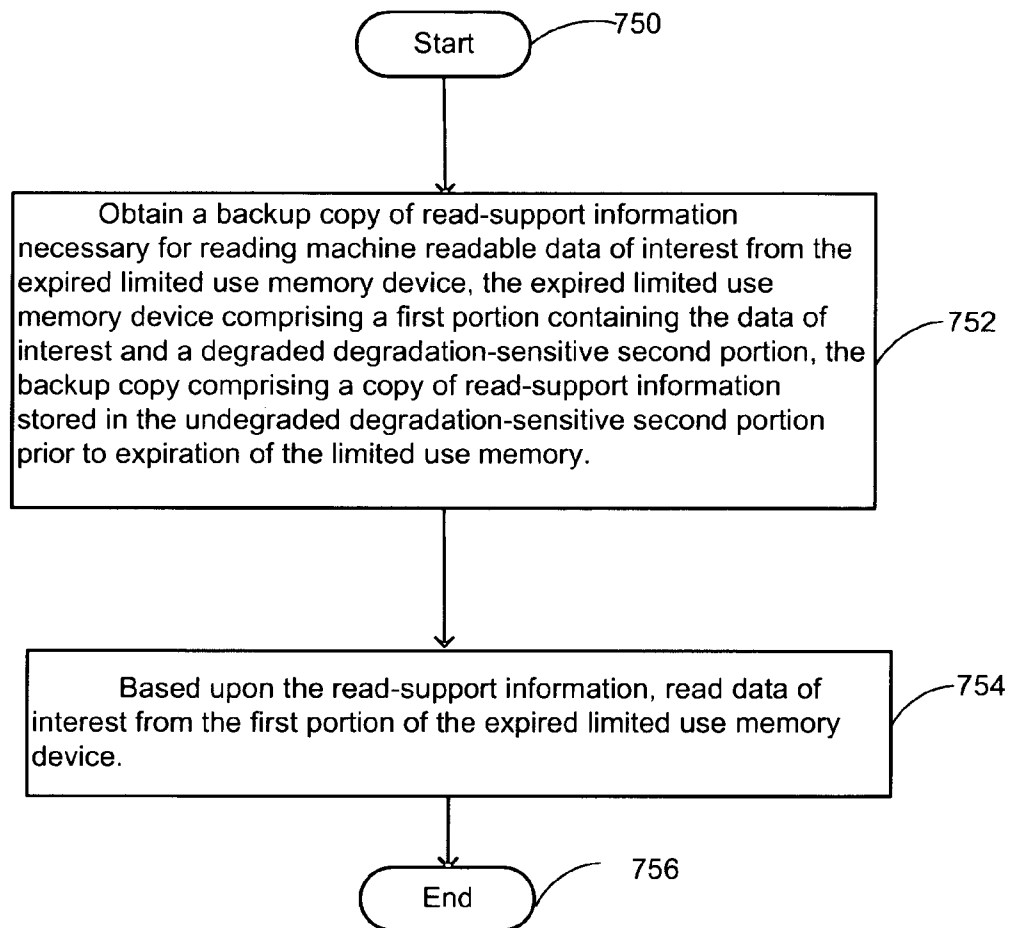 Start
750
Obtain a backup copy of read-support information
necessary for reading machine readable data of interest from the
expired limited use memory device, the expired limited use
memory device comprising a first portion containing the data of
interest and a degraded degradation-sensitive second portion, the
backup copy comprising a copy of read-support information
stored in the undegraded degradation-sensitive second portion
prior to expiration of the limited use memory.
752
Based upon the read-support information, read data of
interest from the first portion of the expired limited use memory
device.
754
End
756